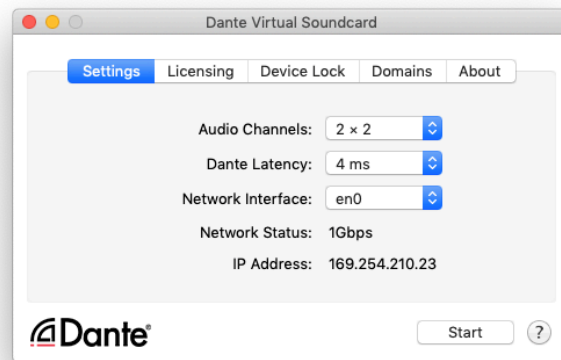 Dante Virtual Soundcard
Settings Licensing Device Lock Domains About
Audio Channels: 2 × 2
Dante Latency: 4 ms
Network Interface: en0
Network Status: 1Gbps
IP Address: 169.254.210.23
Dante® Start ?